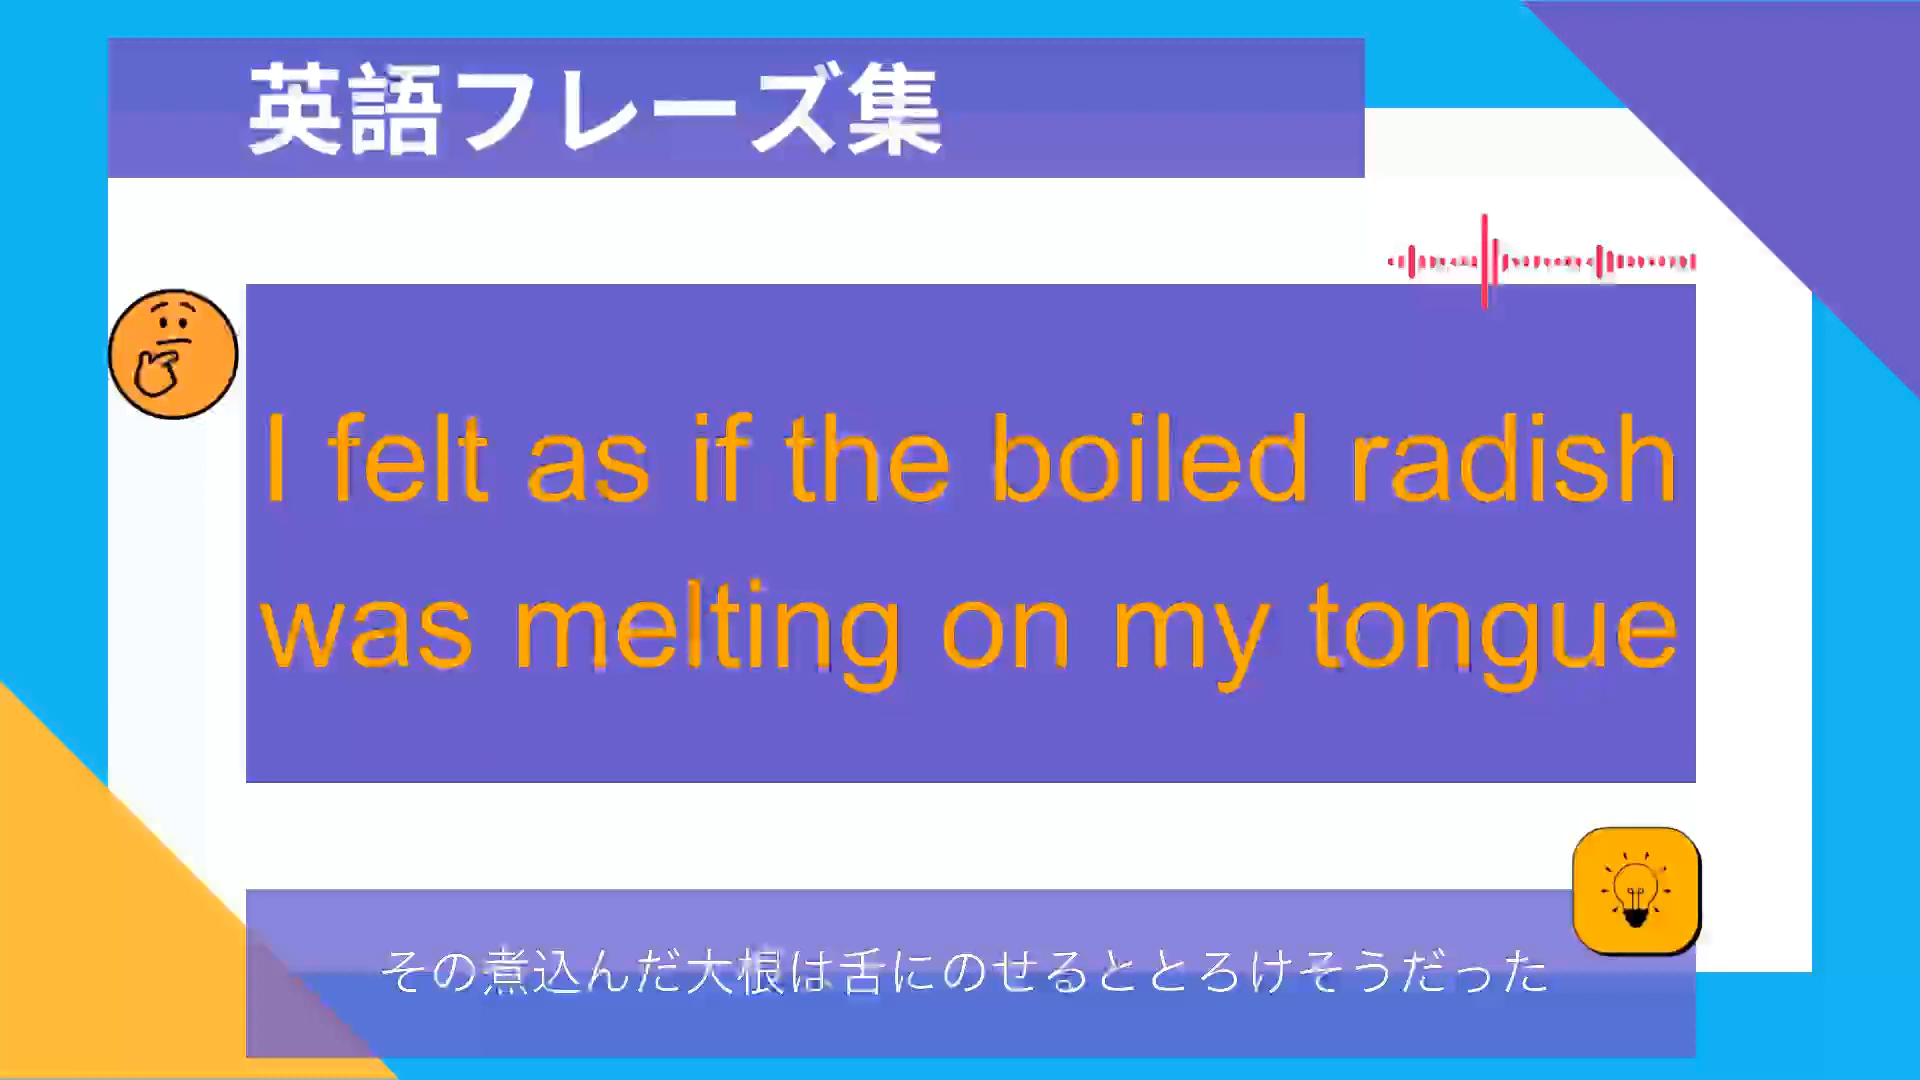 英語フレーズ集
I felt as if the boiled radish
was melting on my tongue
その煮込んだ大根は舌にのせるととろけそうだった